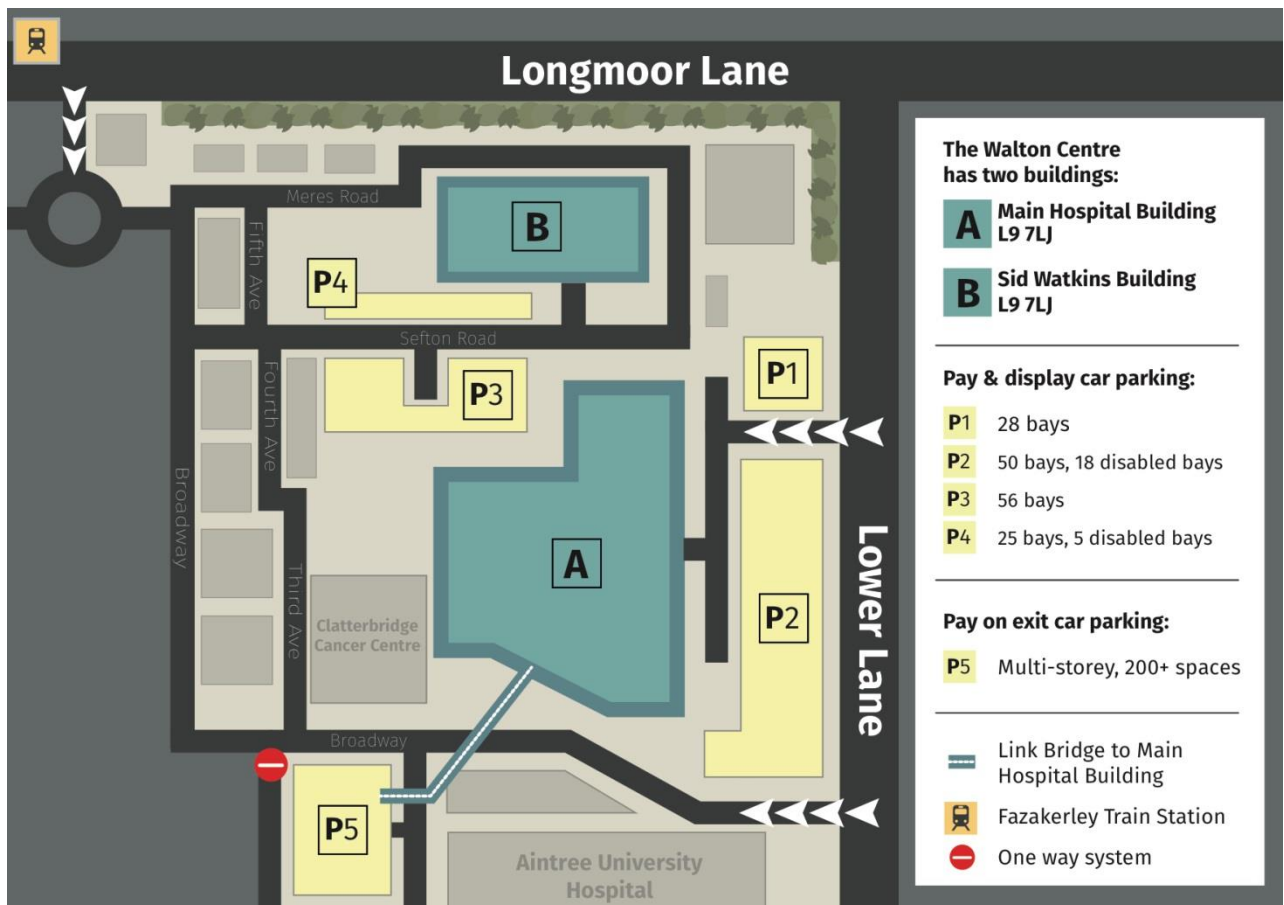 Longmoor Lane
Meres Road
B
Fifth Ave
P4
Sefton Road
P1
P3
Fourth Ave
Broadway
A
Third Ave
Clatterbridge
Cancer Centre
P2
Lower Lane
Broadway
P5
Aintree University
Hospital
The Walton Centre
has two buildings:
A Main Hospital Building
L9 7LJ
B Sid Watkins Building
L9 7LJ
Pay & display car parking:
P1 28 bays
P2 50 bays, 18 disabled bays
P3 56 bays
P4 25 bays, 5 disabled bays
Pay on exit car parking:
P5 Multi-storey, 200+ spaces
Link Bridge to Main
Hospital Building
Fazakerley Train Station
One way system